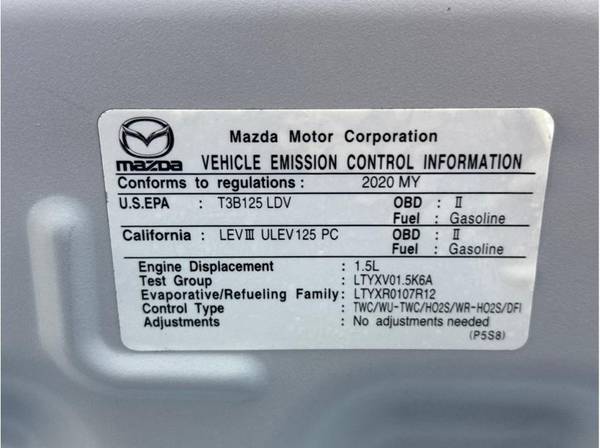 Mazda Motor Corporation
mazda VEHICLE EMISSION CONTROL INFORMATION
Conforms to regulations : 2020 MY
U.S.EPA : T3B125 LDV OBD : II
Fuel : Gasoline
California : LEVIII ULEV125 PC OBD : II
Fuel : Gasoline
Engine Displacement : 1.5L
Test Group : LTYXV01.5K6A
Evaporative/Refueling Family: LTYXR0107R12
Control Type : TWC/WU-TWC/HO2S/WR-HO2S/DFI
Adjustments : No adjustments needed
(P5S8)